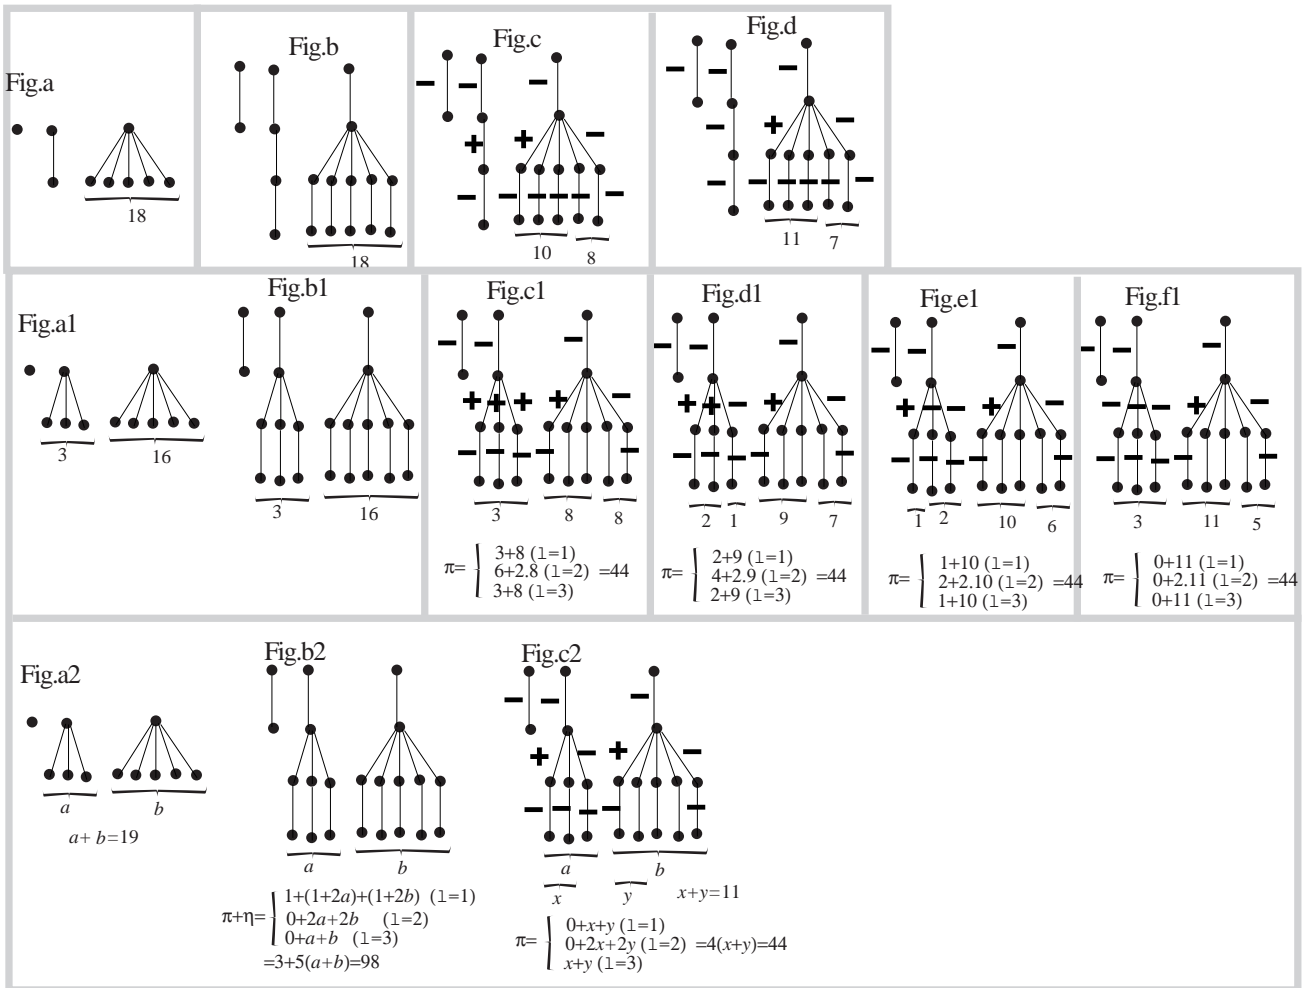 Fig.a
18
Fig.b
18
Fig.c
− − −
+ + −
− − − − − −
10 8
Fig.d
− − −
− + −
− − − − − −
11 7
Fig.a1
3 16
Fig.b1
3 16
Fig.c1
− − −
+ + + + −
− − − − −
3 8 8
π= { 3+8 (l=1)
6+2.8 (l=2) =44
3+8 (l=3)
Fig.d1
− − −
+ + − + −
− − − − −
2 1 9 7
π= { 2+9 (l=1)
4+2.9 (l=2) =44
2+9 (l=3)
Fig.e1
− − −
+ − − + −
− − − − −
1 2 10 6
π= { 1+10 (l=1)
2+2.10 (l=2) =44
1+10 (l=3)
Fig.f1
− − −
− − − + −
− − − − −
3 11 5
π= { 0+11 (l=1)
0+2.11 (l=2) =44
0+11 (l=3)
Fig.a2
a b
a+ b=19
Fig.b2
a b
π+η= { 1+(1+2a)+(1+2b) (l=1)
0+2a+2b (l=2)
0+a+b (l=3)
=3+5(a+b)=98
Fig.c2
− − −
+ − + −
− − − − −
a b
x y x+y=11
π= { 0+x+y (l=1)
0+2x+2y (l=2) =4(x+y)=44
x+y (l=3)